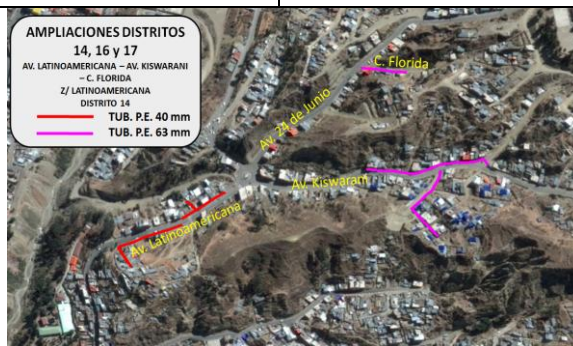 AMPLIACIONES DISTRITOS
14, 16 y 17
AV. LATINOAMERICANA – AV. KISWARANI
– C. FLORIDA
Z/ LATINOAMERICANA
DISTRITO 14
TUB. P.E. 40 mm
TUB. P.E. 63 mm
C. Florida
Av. 24 de Junio
Av. Kiswarani
Av. Latinoamericana